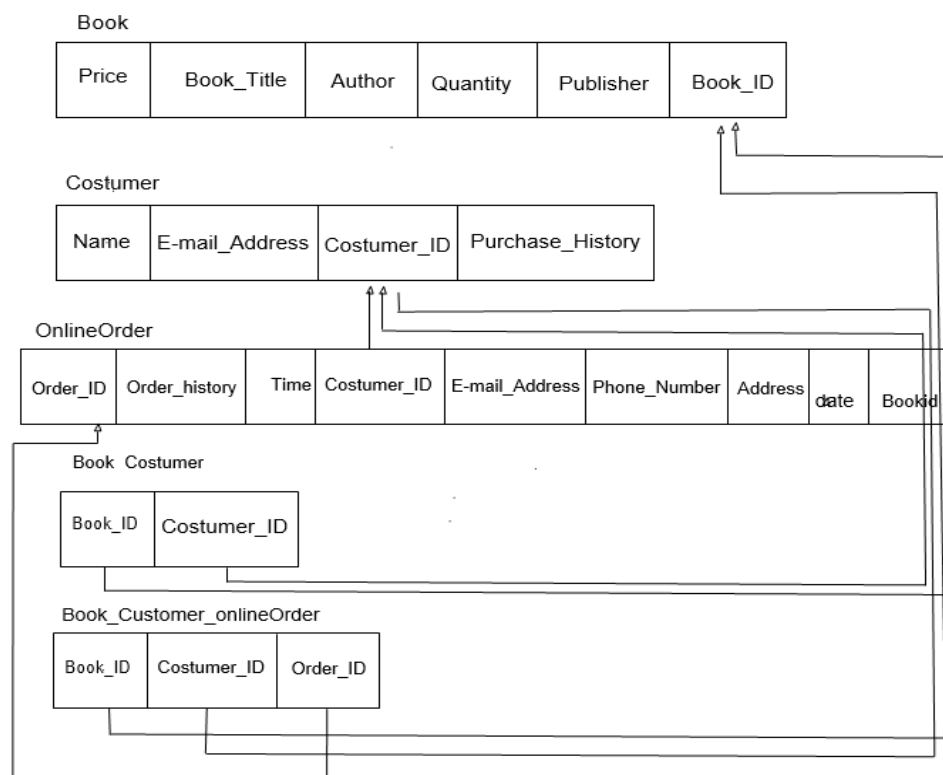 Book
Price Book_Title Author Quantity Publisher Book_ID
Costumer
Name E-mail_Address Costumer_ID Purchase_History
OnlineOrder
Order_ID Order_history Time Costumer_ID E-mail_Address Phone_Number Address date Bookid
Book Costumer
Book_ID Costumer_ID
Book_Customer_onlineOrder
Book_ID Costumer_ID Order_ID